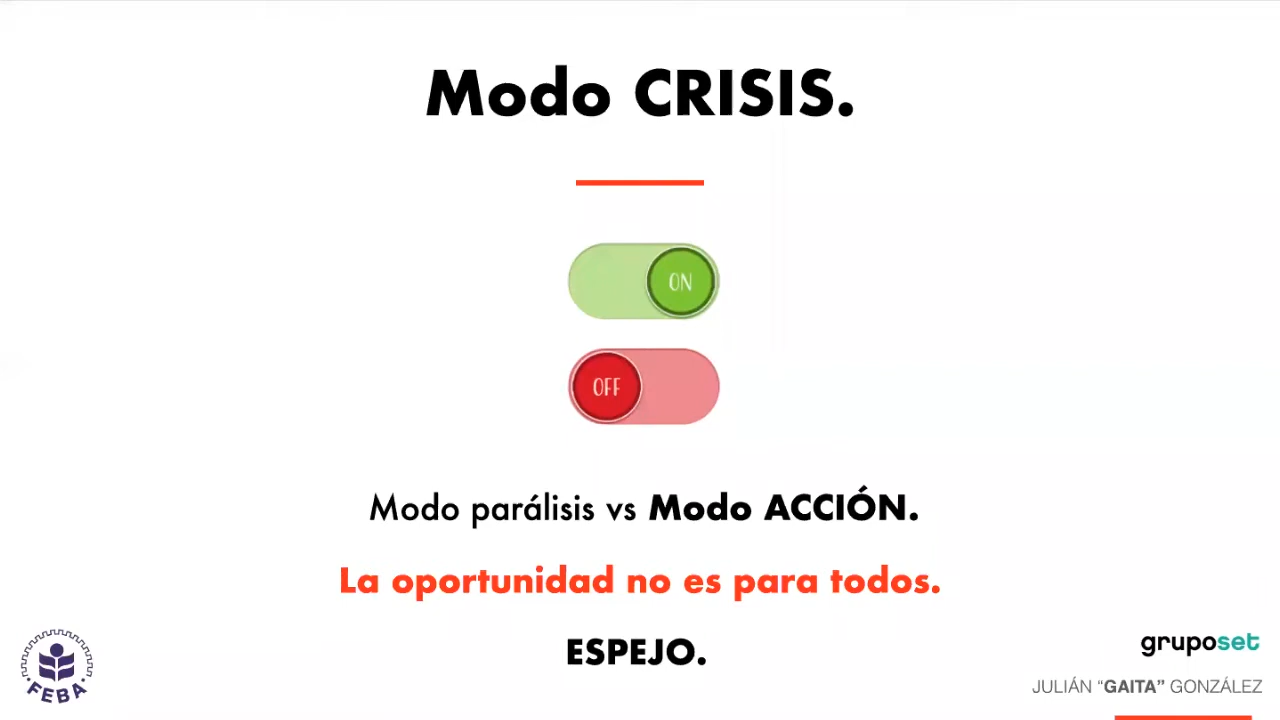 Modo CRISIS.
ON
OFF
Modo parálisis vs Modo ACCIÓN.
La oportunidad no es para todos.
ESPEJO.
FEBA
gruposet
JULIÁN “GAITA” GONZÁLEZ